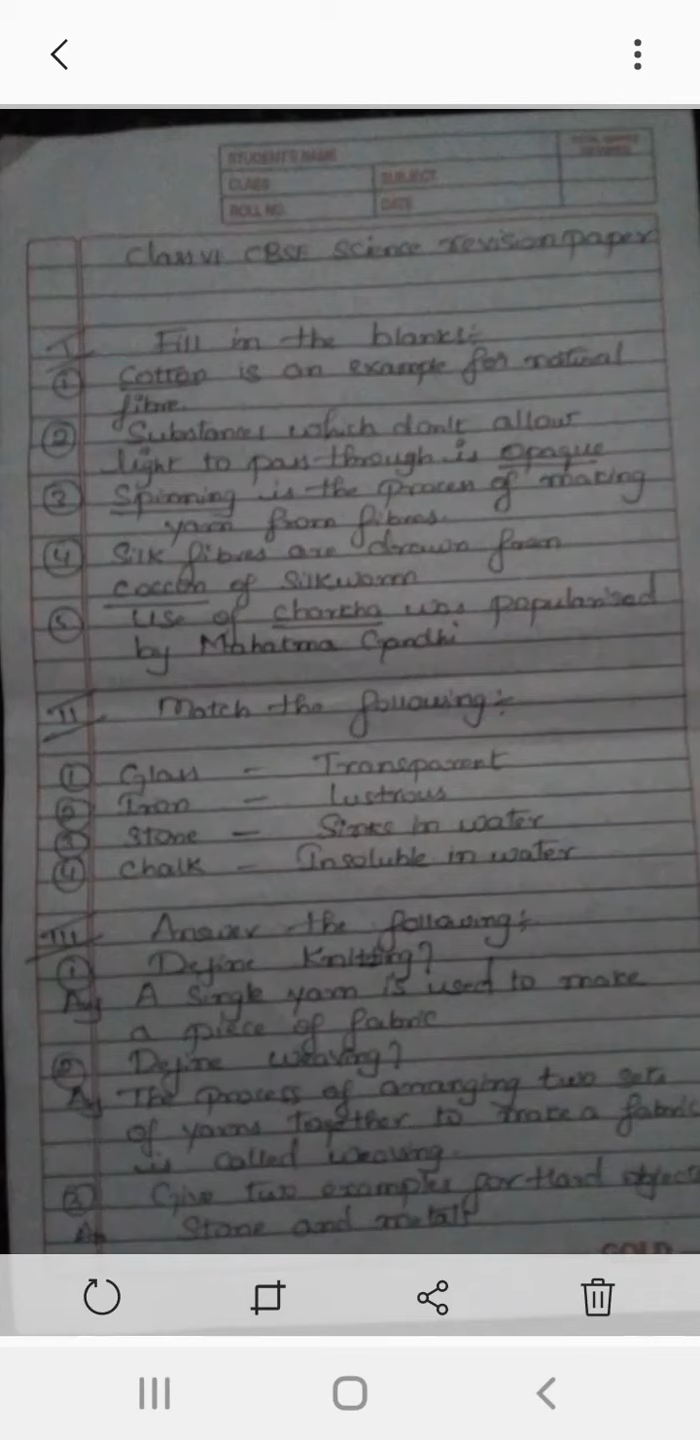 STUDENT'S NAME
CLASS
SUBJECT
ROLL NO.
DATE
Class VI CBSE Science revision paper
I Fill in the blanks:-
① Cotton is an example for natural
fibre.
② Substances which don't allow
light to pass through is opaque
③ Spinning is the process of making
yarn from fibres.
④ Silk fibres are drawn from
cocoon of silkworm
⑤ Use of charkha was popularised
by Mahatma Gandhi
II Match the following:-
① Glass - Transparent
② Iron - lustrous
③ Stone - Sinks in water
④ Chalk - Insoluble in water
III Answer the following:-
① Define Knitting?
Ans A single yarn is used to make
a piece of fabric
② Define weaving?
Ans The process of arranging two sets
of yarns together to make a fabric
is called weaving.
③ Give two examples for Hard objects
An Stone and metals
GOLD